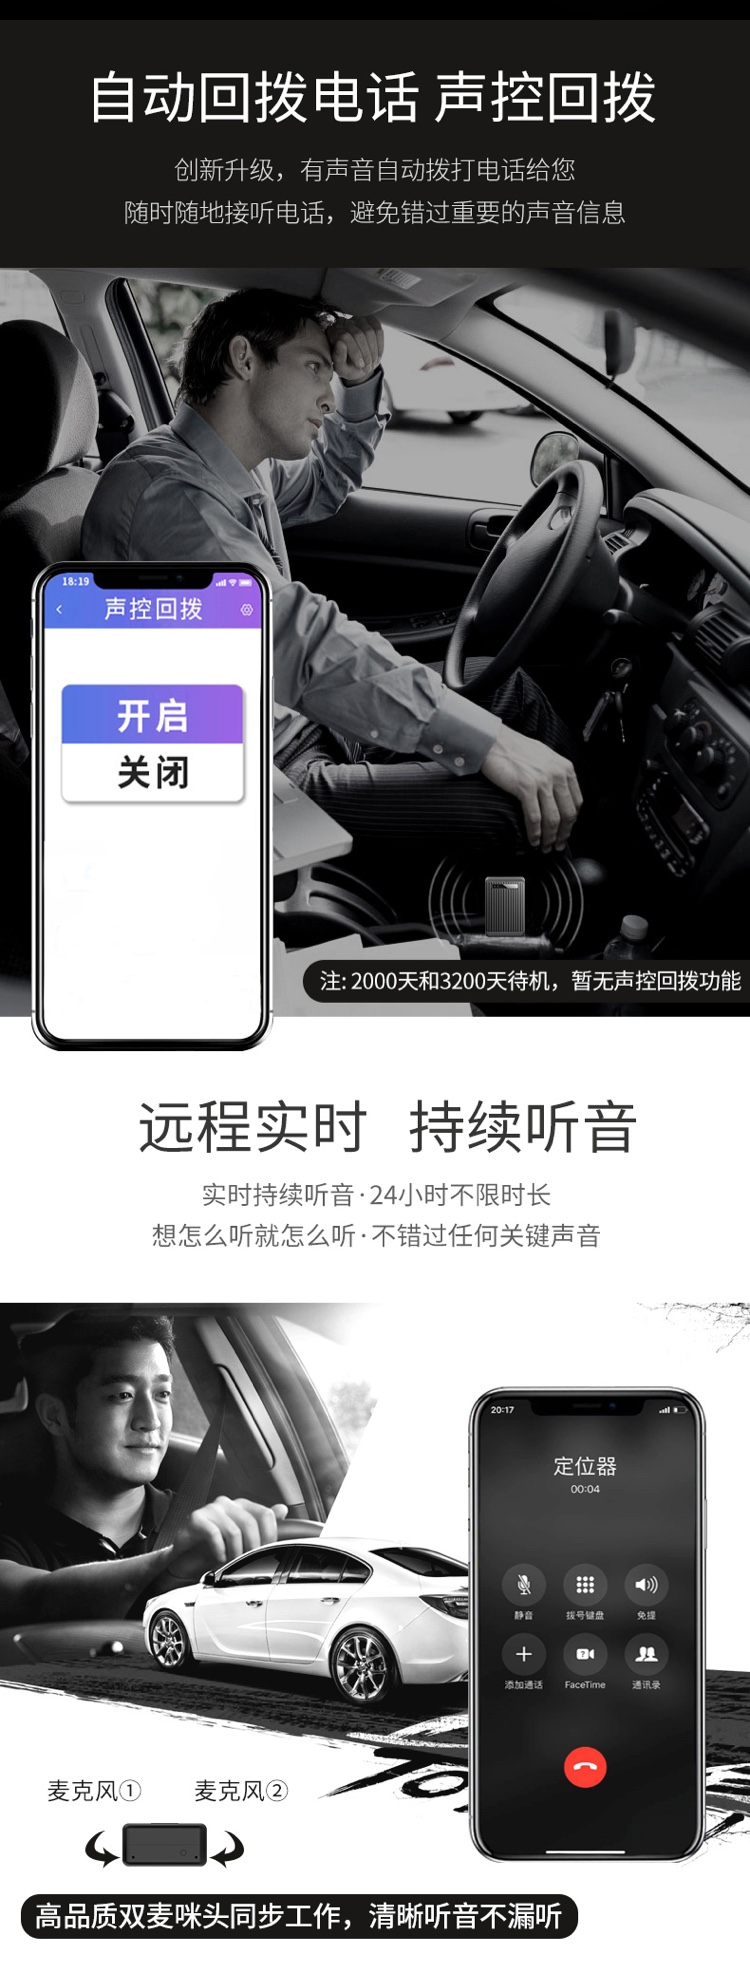 自动回拨电话 声控回拨
创新升级，有声音自动拨打电话给您
随时随地接听电话，避免错过重要的声音信息
18:19
声控回拨
开启
关闭
注: 2000天和3200天待机，暂无声控回拨功能
远程实时 持续听音
实时持续听音·24小时不限时长
想怎么听就怎么听·不错过任何关键声音
20:17
定位器
00:04
静音 拨号键盘 免提
添加通话 FaceTime 通讯录
麦克风① 麦克风②
高品质双麦咪头同步工作，清晰听音不漏听